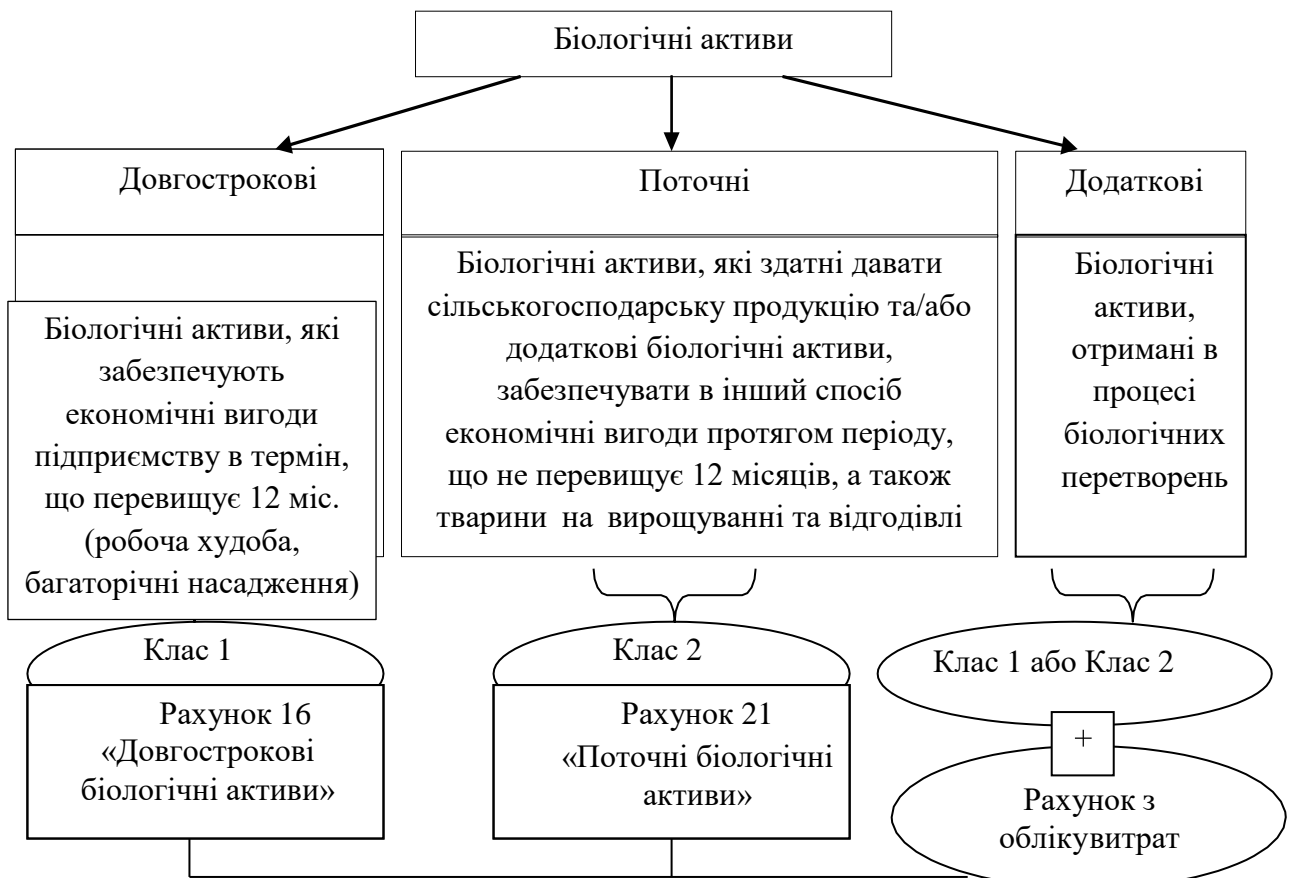 Біологічні активи
Довгострокові
Поточні
Додаткові
Біологічні активи, які
забезпечують
економічні вигоди
підприємству в термін,
що перевищує 12 міс.
(робоча худоба,
багаторічні насадження)
Біологічні активи, які здатні давати
сільськогосподарську продукцію та/або
додаткові біологічні активи,
забезпечувати в інший спосіб
економічні вигоди протягом періоду,
що не перевищує 12 місяців, а також
тварини на вирощуванні та відгодівлі
Біологічні
активи,
отримані в
процесі
біологічних
перетворень
Клас 1
Рахунок 16
«Довгострокові
біологічні активи»
Клас 2
Рахунок 21
«Поточні біологічні
активи»
Клас 1 або Клас 2
+
Рахунок з
облікувитрат